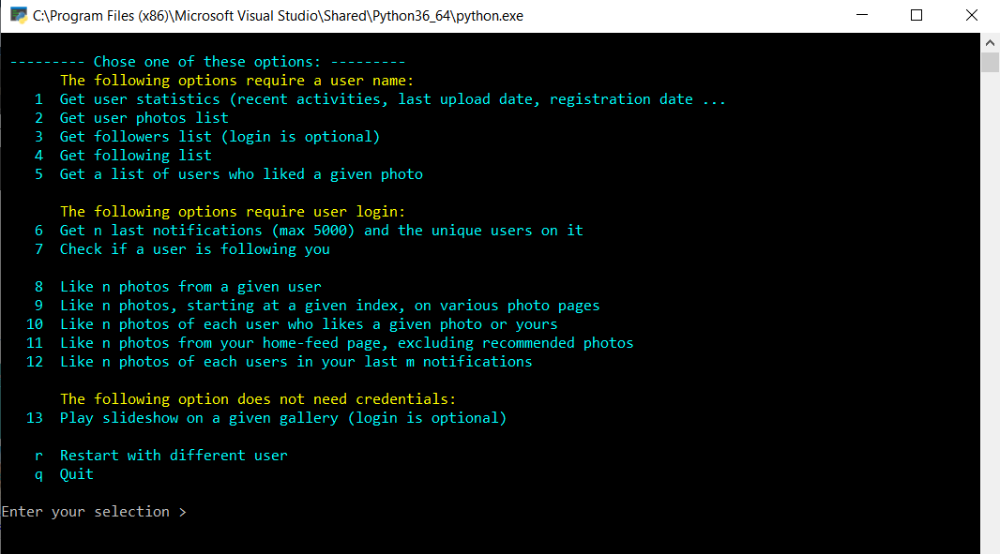 C:\Program Files (x86)\Microsoft Visual Studio\Shared\Python36_64\python.exe
--------- Chose one of these options: ---------
The following options require a user name:
1 Get user statistics (recent activities, last upload date, registration date ...
2 Get user photos list
3 Get followers list (login is optional)
4 Get following list
5 Get a list of users who liked a given photo
The following options require user login:
6 Get n last notifications (max 5000) and the unique users on it
7 Check if a user is following you
8 Like n photos from a given user
9 Like n photos, starting at a given index, on various photo pages
10 Like n photos of each user who likes a given photo or yours
11 Like n photos from your home-feed page, excluding recommended photos
12 Like n photos of each users in your last m notifications
The following option does not need credentials:
13 Play slideshow on a given gallery (login is optional)
r Restart with different user
q Quit
Enter your selection >